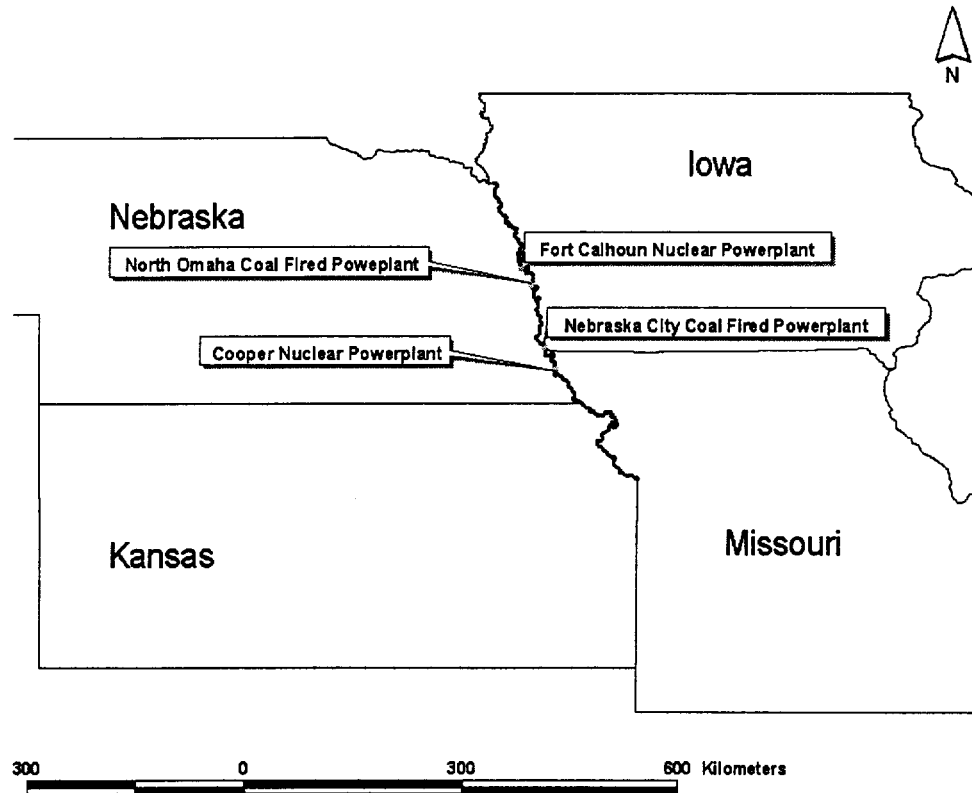 N
Iowa
Nebraska
Fort Calhoun Nuclear Powerplant
North Omaha Coal Fired Poweplant
Nebraska City Coal Fired Powerplant
Cooper Nuclear Powerplant
Missouri
Kansas
300 0 300 600 Kilometers